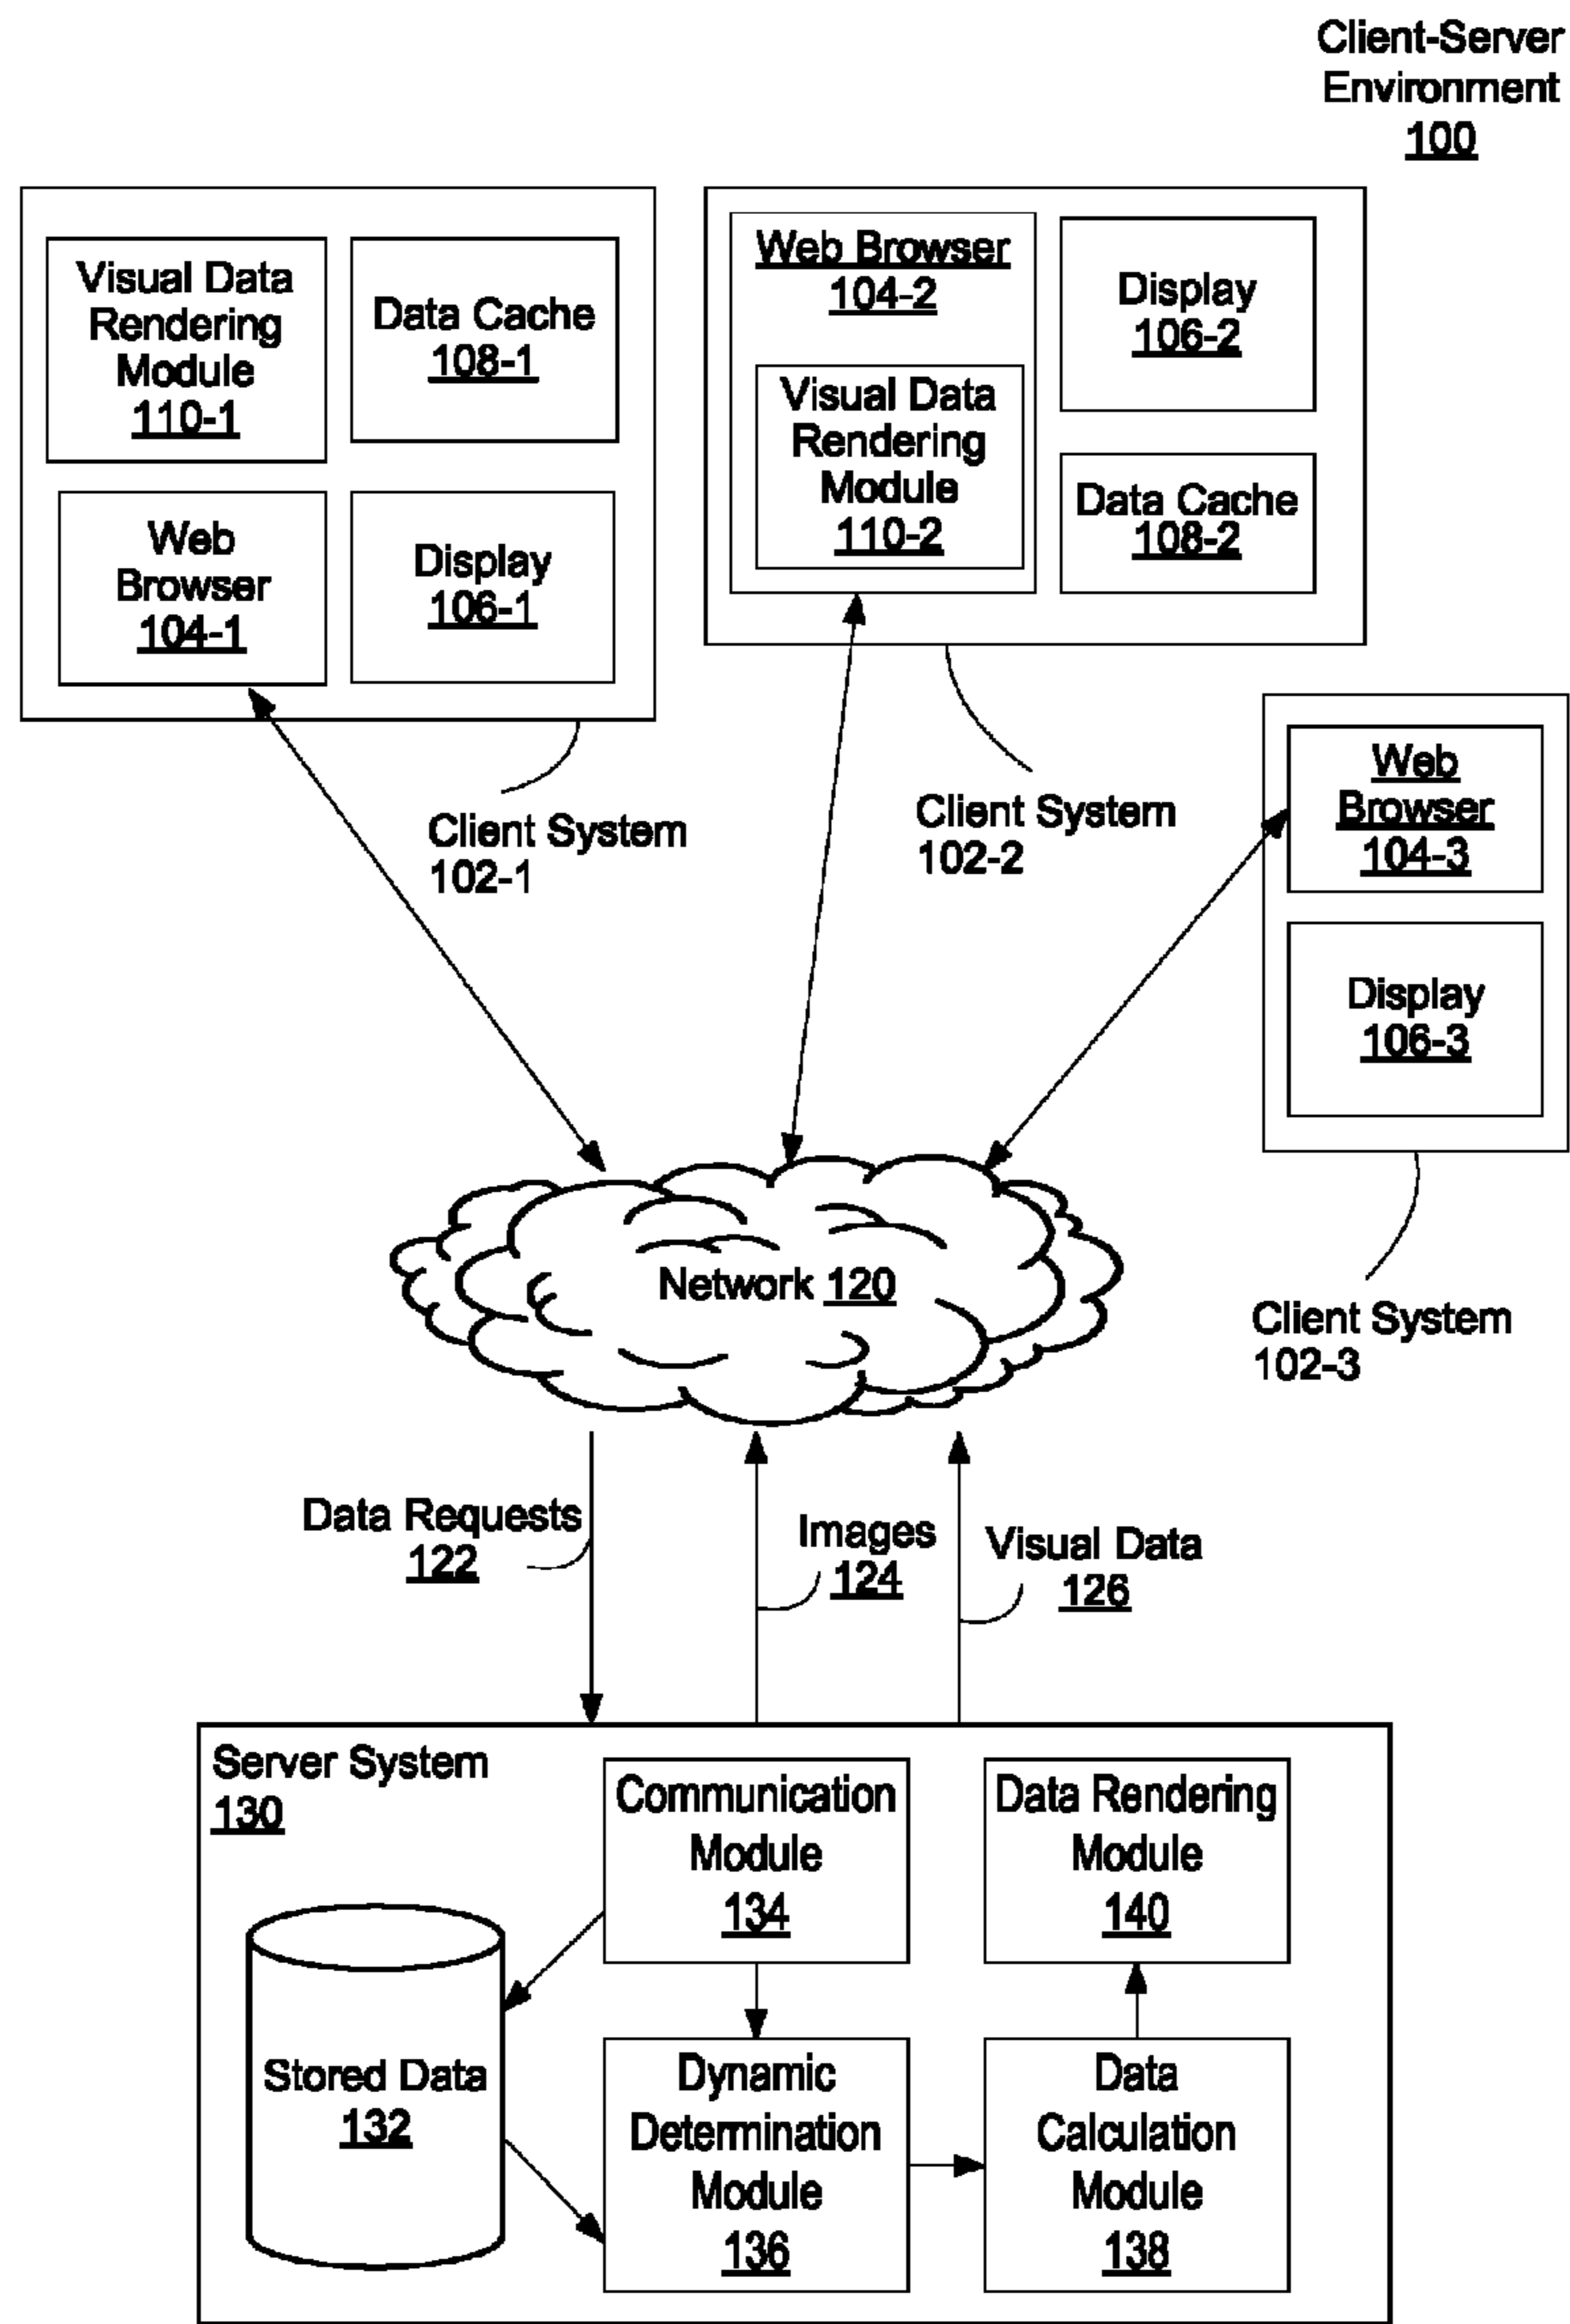 Client-Server
Environment
100
Visual Data
Rendering
Module
110-1
Data Cache
108-1
Web
Browser
104-1
Display
106-1
Client System
102-1
Web Browser
104-2
Visual Data
Rendering
Module
110-2
Display
106-2
Data Cache
108-2
Client System
102-2
Web
Browser
104-3
Display
106-3
Client System
102-3
Network 120
Data Requests
122
Images
124
Visual Data
126
Server System
130
Communication
Module
134
Data Rendering
Module
140
Stored Data
132
Dynamic
Determination
Module
136
Data
Calculation
Module
138